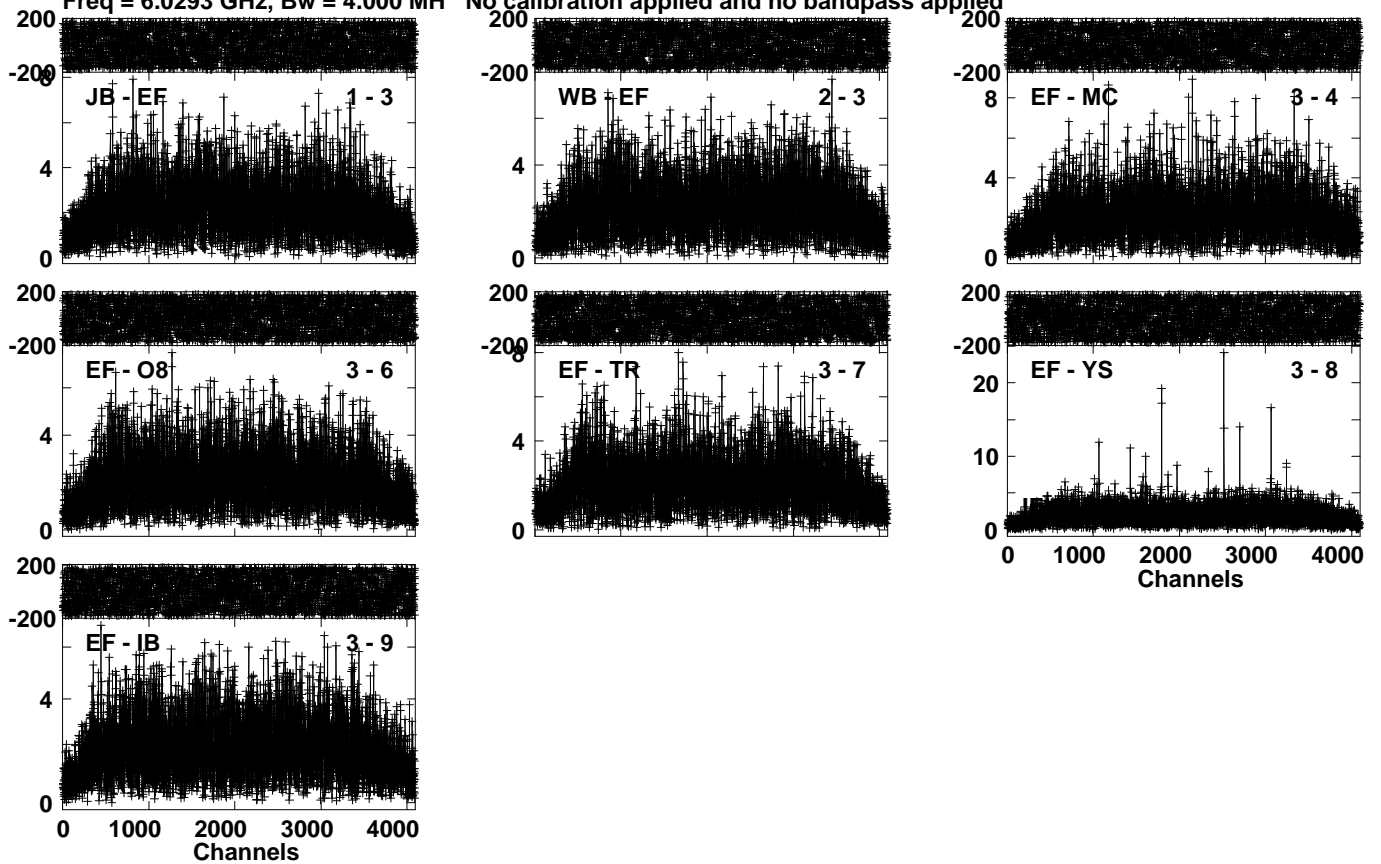 Freq = 6.0293 GHz, Bw = 4.000 MH No calibration applied and no bandpass applied
200
-200
8
4
0
JB - EF 1 - 3
200
-200
4
0
WB - EF 2 - 3
200
-200
8
4
0
EF - MC 3 - 4
200
-200
4
0
EF - O8 3 - 6
200
-200
8
4
0
EF - TR 3 - 7
200
-200
20
10
0
EF - YS 3 - 8
0 1000 2000 3000 4000
Channels
200
-200
4
0
EF - IB 3 - 9
0 1000 2000 3000 4000
Channels